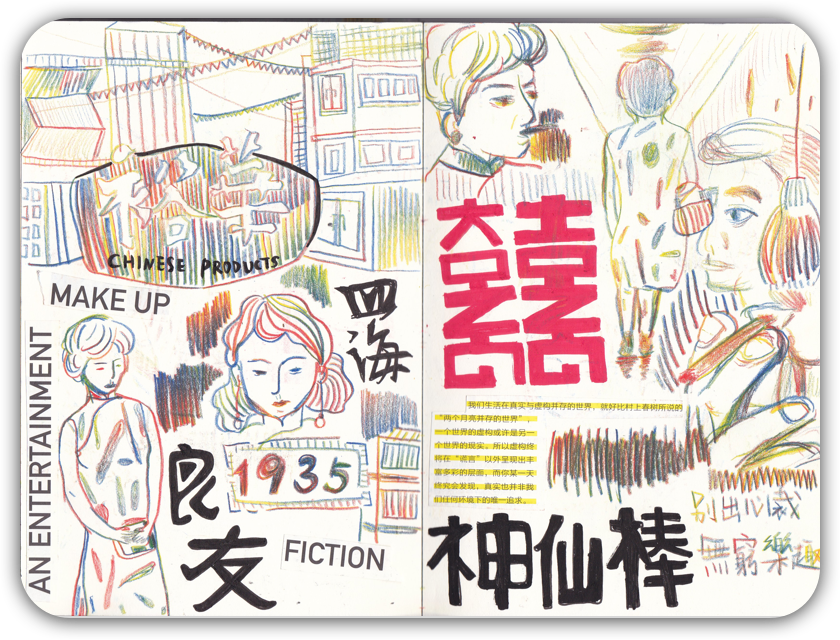 CHINESE PRODUCTS
MAKE UP
四海
AN ENTERTAINMENT
1935
良友
FICTION
我们生活在真实与虚构并存的世界，就好比村上春树所说的
“两个月亮并存的世界”，
一个世界的虚构或许是另一
个世界的现实。所以虚构终
将在“谎言”以外呈现出丰
富多彩的层面，而你某一天
终究会发现，真实也并非我
们任何环境下的唯一追求。
别出心裁
無窮樂趣
神仙棒